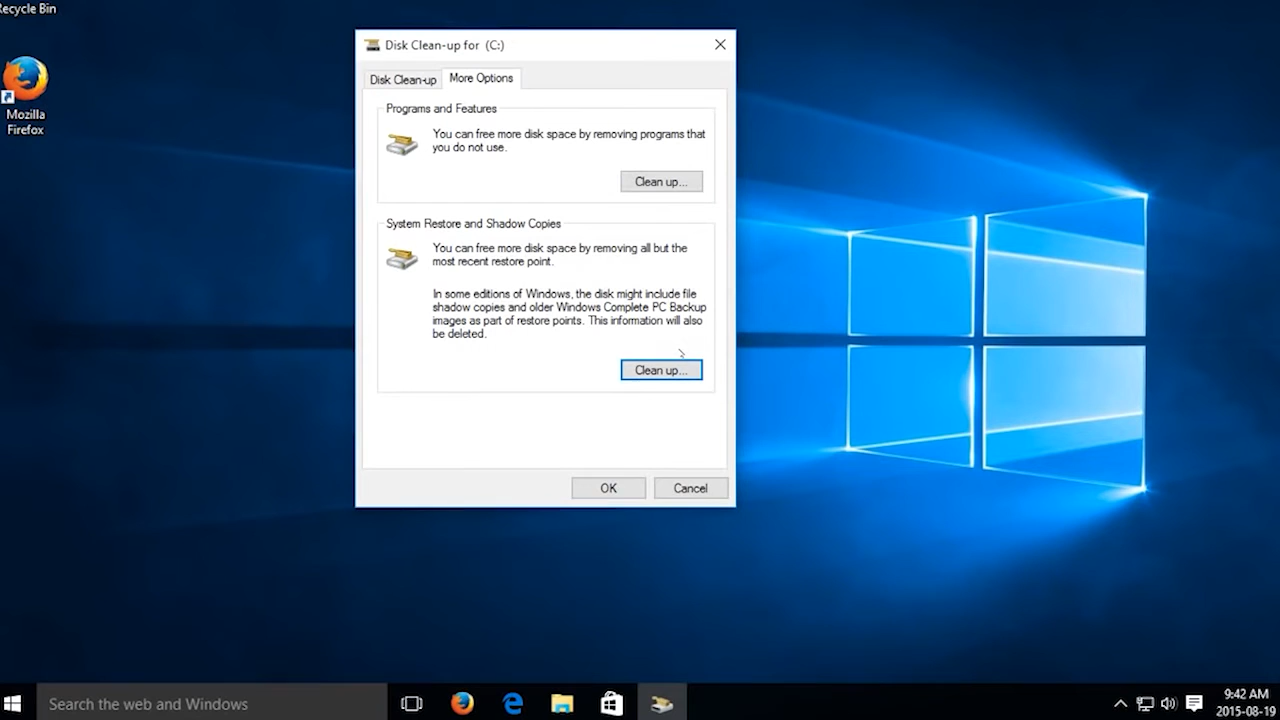 Recycle Bin
Mozilla
Firefox
Disk Clean-up for (C:)
Disk Clean-up
More Options
Programs and Features
You can free more disk space by removing programs that
you do not use.
Clean up...
System Restore and Shadow Copies
You can free more disk space by removing all but the
most recent restore point.
In some editions of Windows, the disk might include file
shadow copies and older Windows Complete PC Backup
images as part of restore points. This information will also
be deleted.
Clean up...
OK
Cancel
Search the web and Windows
9:42 AM
2015-08-19